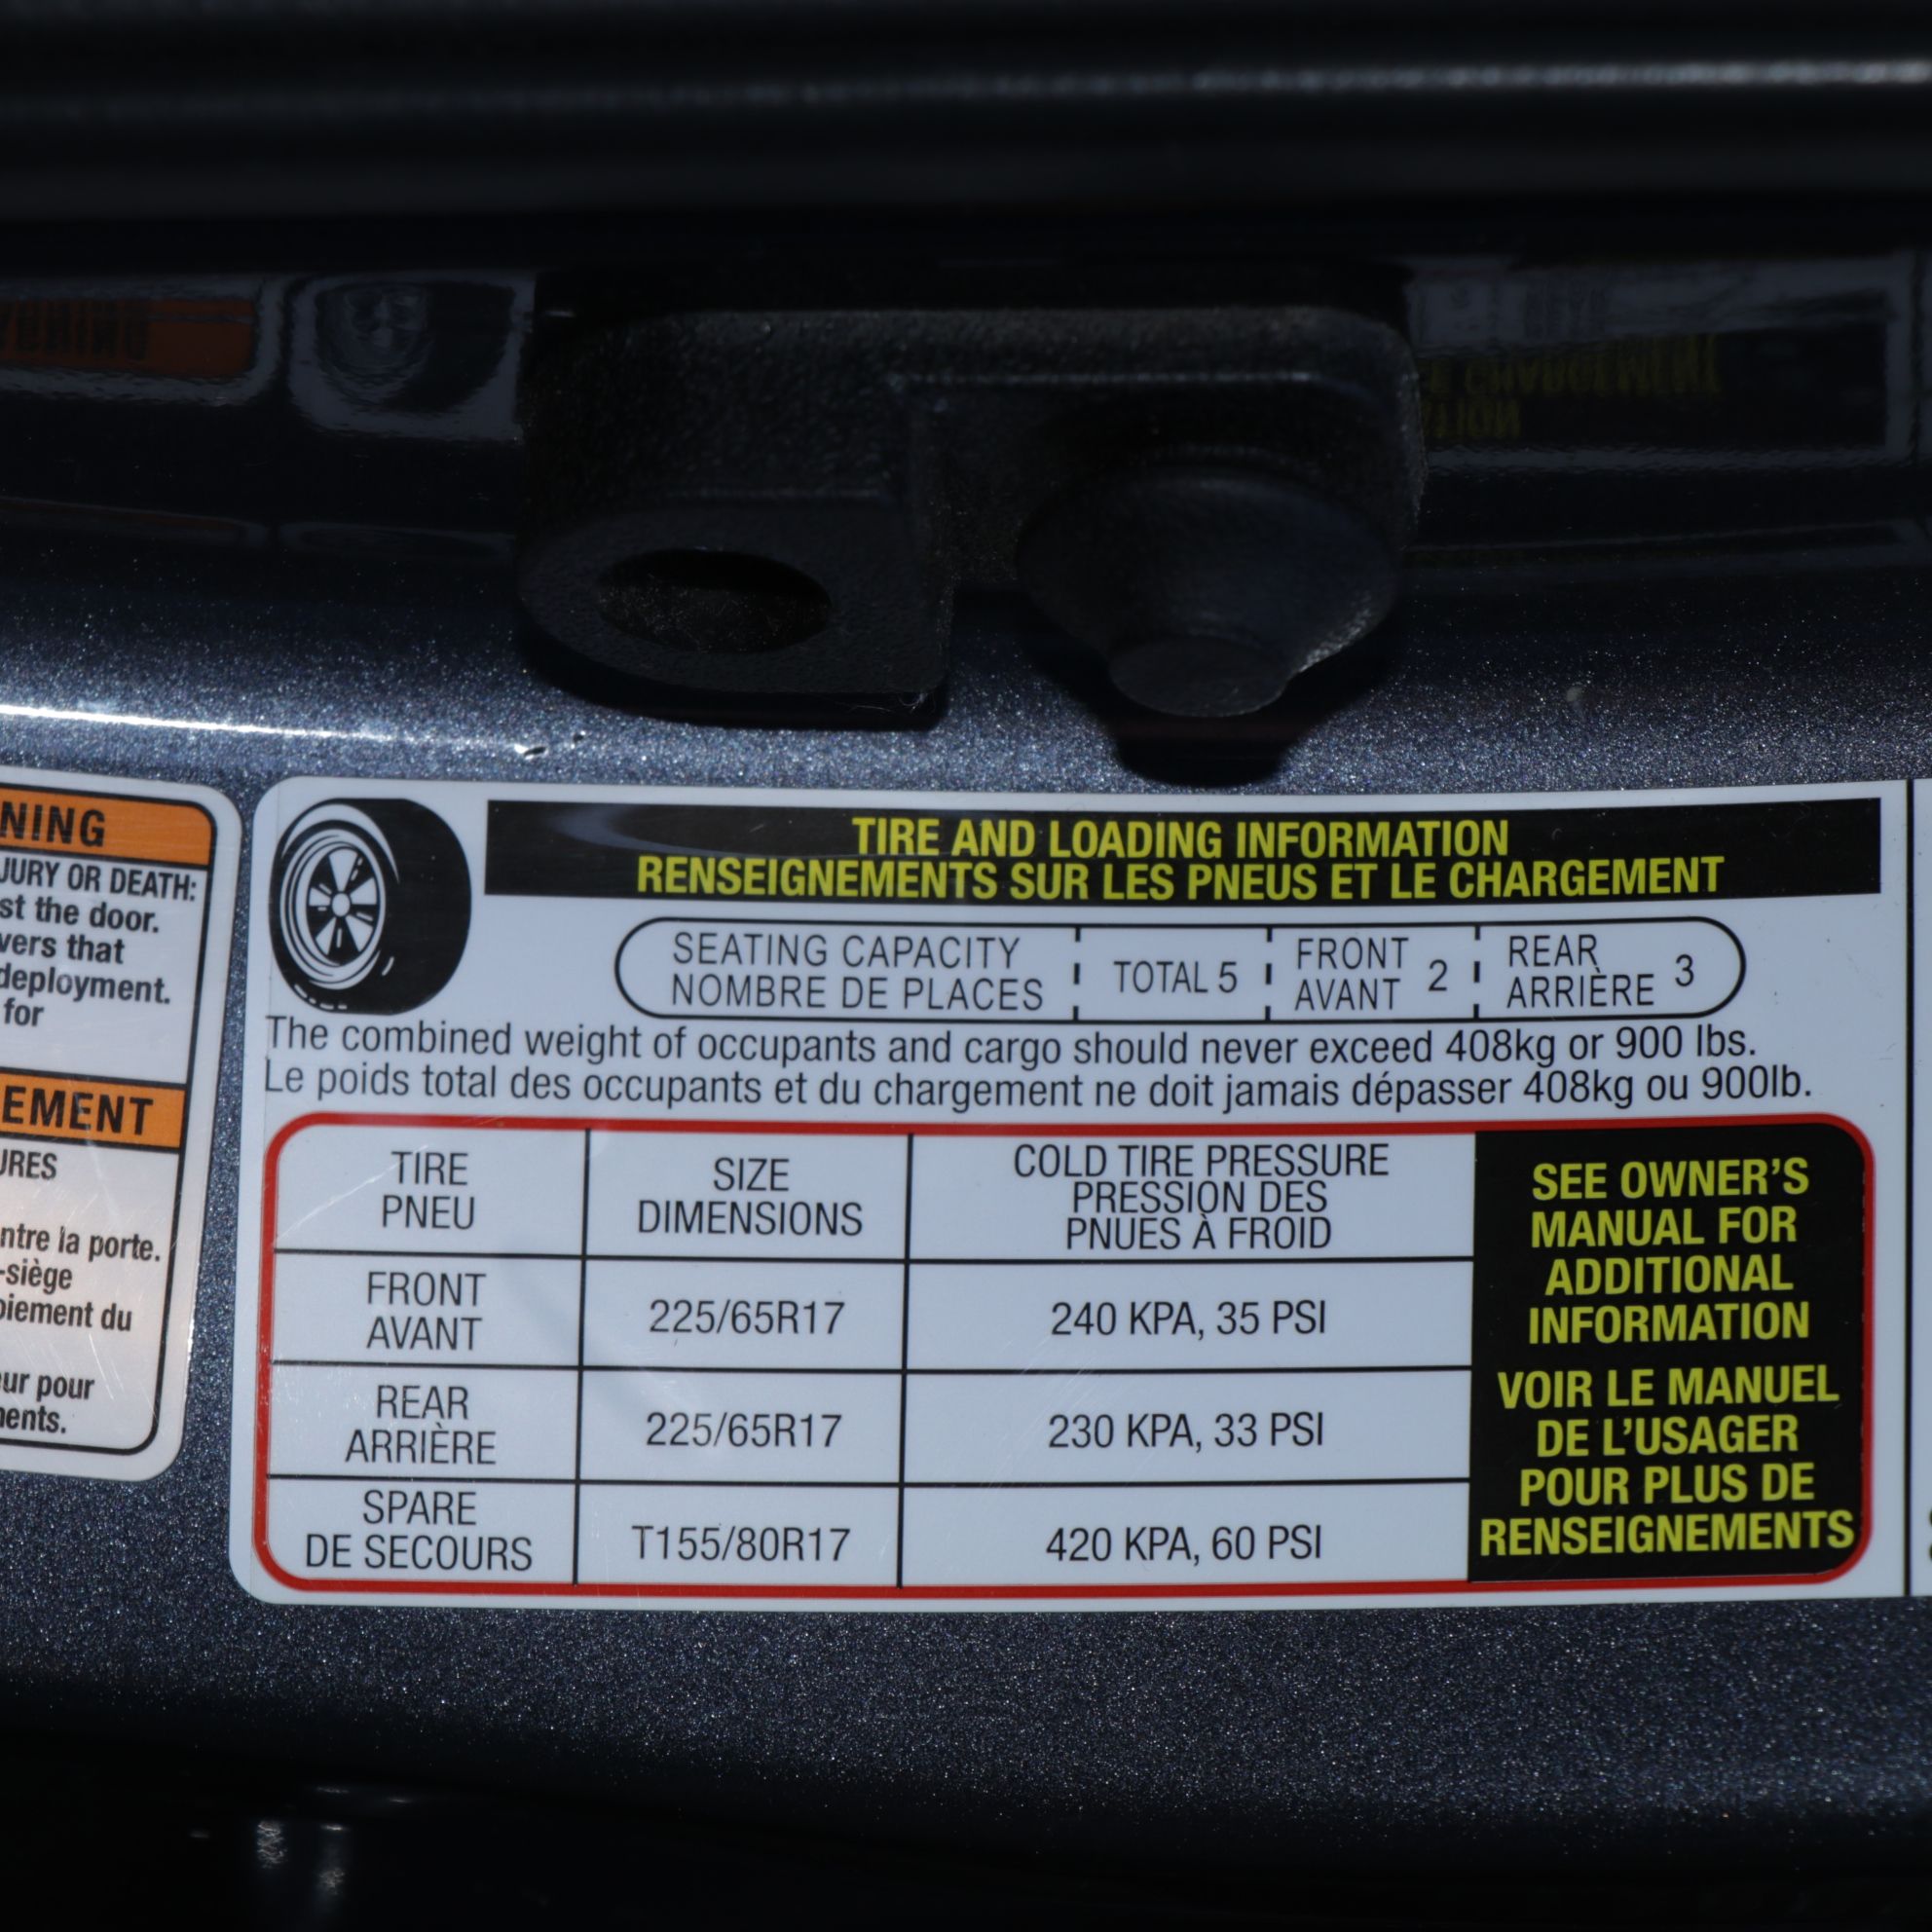 NING
JURY OR DEATH:
st the door.
vers that
deployment.
for
EMENT
URES
ntre la porte.
-siège
oiement du
ur pour
ents.
TIRE AND LOADING INFORMATION
RENSEIGNEMENTS SUR LES PNEUS ET LE CHARGEMENT
SEATING CAPACITY
NOMBRE DE PLACES
TOTAL 5
FRONT
AVANT 2
REAR
ARRIÈRE 3
The combined weight of occupants and cargo should never exceed 408kg or 900 lbs.
Le poids total des occupants et du chargement ne doit jamais dépasser 408kg ou 900lb.
TIRE
PNEU
SIZE
DIMENSIONS
COLD TIRE PRESSURE
PRESSION DES
PNUES À FROID
FRONT
AVANT
225/65R17
240 KPA, 35 PSI
REAR
ARRIÈRE
225/65R17
230 KPA, 33 PSI
SPARE
DE SECOURS
T155/80R17
420 KPA, 60 PSI
SEE OWNER'S
MANUAL FOR
ADDITIONAL
INFORMATION
VOIR LE MANUEL
DE L'USAGER
POUR PLUS DE
RENSEIGNEMENTS